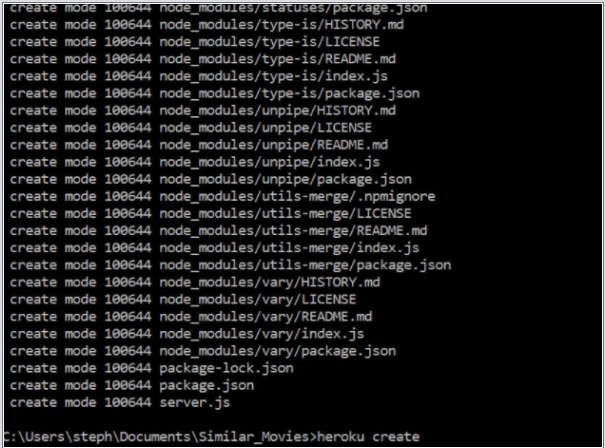 create mode 100644 node_modules/statuses/package.json
create mode 100644 node_modules/type-is/HISTORY.md
create mode 100644 node_modules/type-is/LICENSE
create mode 100644 node_modules/type-is/README.md
create mode 100644 node_modules/type-is/index.js
create mode 100644 node_modules/type-is/package.json
create mode 100644 node_modules/unpipe/HISTORY.md
create mode 100644 node_modules/unpipe/LICENSE
create mode 100644 node_modules/unpipe/README.md
create mode 100644 node_modules/unpipe/index.js
create mode 100644 node_modules/unpipe/package.json
create mode 100644 node_modules/utils-merge/.npmignore
create mode 100644 node_modules/utils-merge/LICENSE
create mode 100644 node_modules/utils-merge/README.md
create mode 100644 node_modules/utils-merge/index.js
create mode 100644 node_modules/utils-merge/package.json
create mode 100644 node_modules/vary/HISTORY.md
create mode 100644 node_modules/vary/LICENSE
create mode 100644 node_modules/vary/README.md
create mode 100644 node_modules/vary/index.js
create mode 100644 node_modules/vary/package.json
create mode 100644 package-lock.json
create mode 100644 package.json
create mode 100644 server.js
C:\Users\steph\Documents\Similar_Movies>heroku create